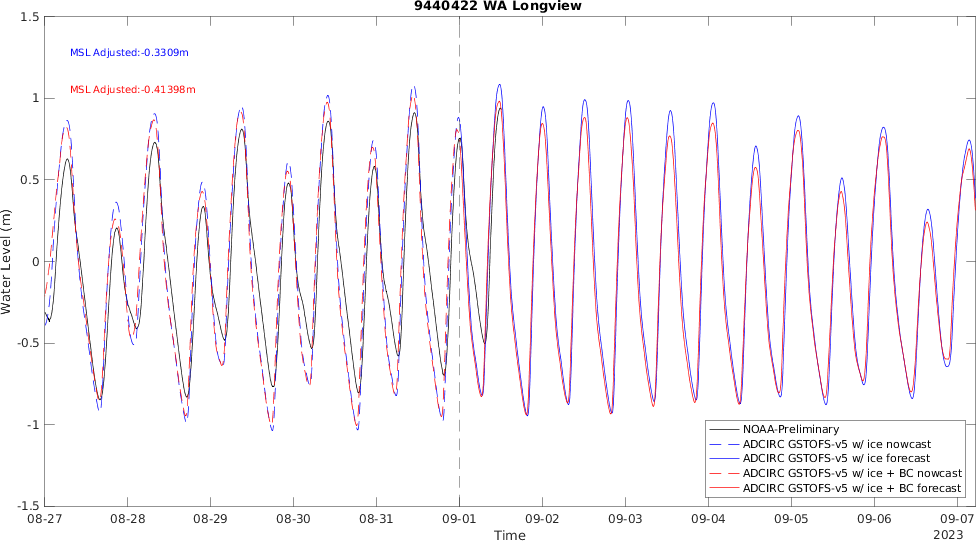 9440422 WA Longview
MSL Adjusted:-0.3309m
MSL Adjusted:-0.41398m
Water Level (m)
1.5
1
0.5
0
-0.5
-1
-1.5
NOAA-Preliminary
ADCIRC GSTOFS-v5 w/ ice nowcast
ADCIRC GSTOFS-v5 w/ ice forecast
ADCIRC GSTOFS-v5 w/ ice + BC nowcast
ADCIRC GSTOFS-v5 w/ ice + BC forecast
08-27 08-28 08-29 08-30 08-31 09-01 09-02 09-03 09-04 09-05 09-06 09-07
Time
2023